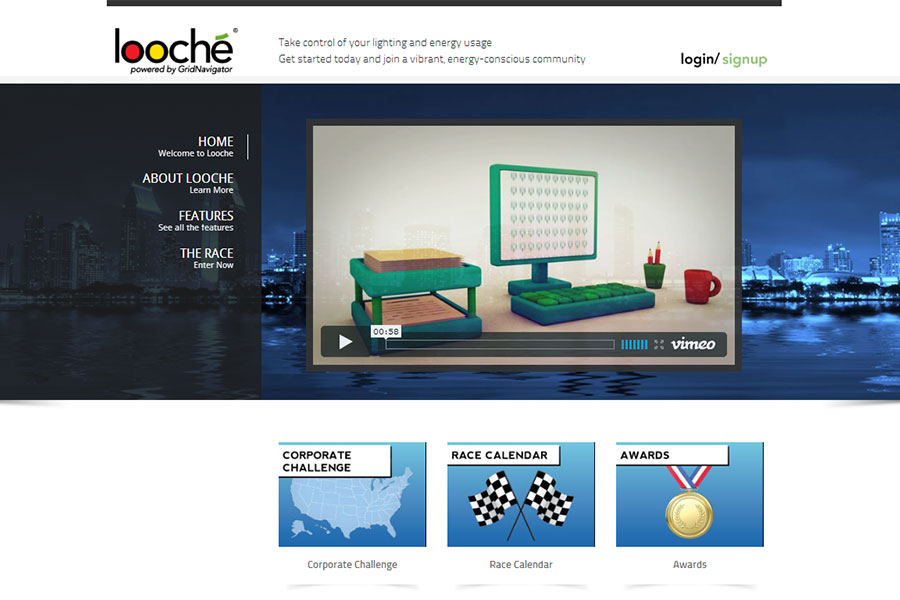 looché©
powered by GridNavigator
Take control of your lighting and energy usage
Get started today and join a vibrant, energy-conscious community
login/ signup
HOME
Welcome to Looche
ABOUT LOOCHE
Learn More
FEATURES
See all the features
THE RACE
Enter Now
00:58
vimeo
CORPORATE
CHALLENGE
RACE CALENDAR
AWARDS
Corporate Challenge
Race Calendar
Awards